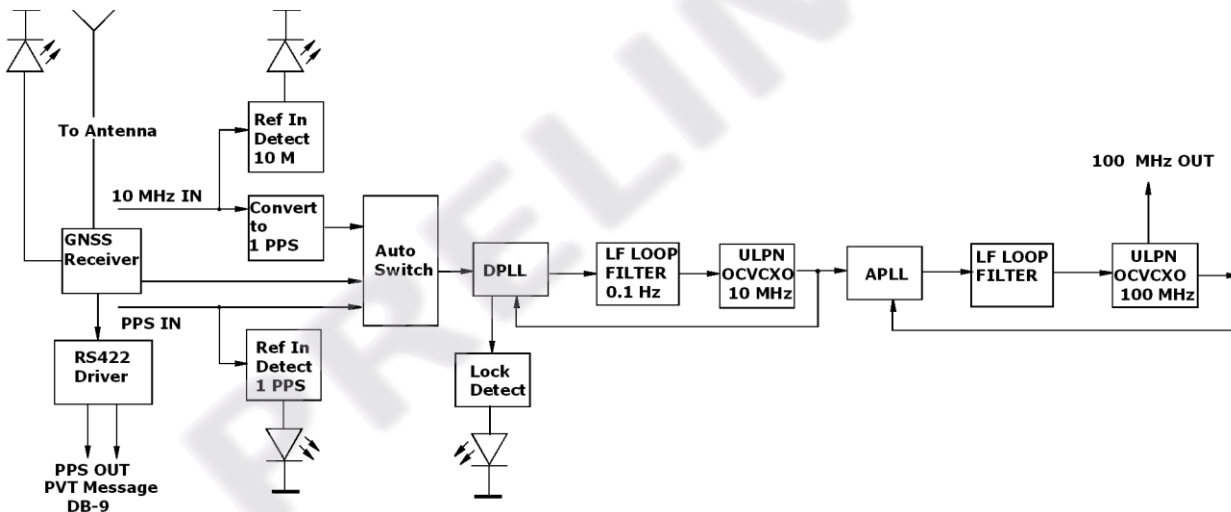 PRELIM
To Antenna
10 MHz IN
GNSS
Receiver
PPS IN
RS422
Driver
PPS OUT
PVT Message
DB-9
Ref In
Detect
10 M
Convert
to
1 PPS
Ref In
Detect
1 PPS
Auto
Switch
DPLL
Lock
Detect
LF LOOP
FILTER
0.1 Hz
ULPN
OCVCXO
10 MHz
APLL
LF LOOP
FILTER
100 MHz OUT
ULPN
OCVCXO
100 MHz